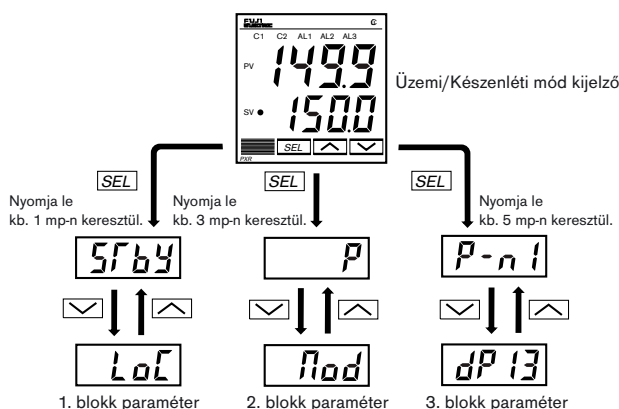 FUJI
ELECTRIC
C1 C2 AL1 AL2 AL3
PV 149.9
SV 150.0
SEL
PXR
Üzemi/Készenléti mód kijelző
SEL SEL SEL
Nyomja le
kb. 1 mp-n keresztül.
Nyomja le
kb. 3 mp-n keresztül.
Nyomja le
kb. 5 mp-n keresztül.
STbY P P-n1
LoC Mod dP13
1. blokk paraméter 2. blokk paraméter 3. blokk paraméter